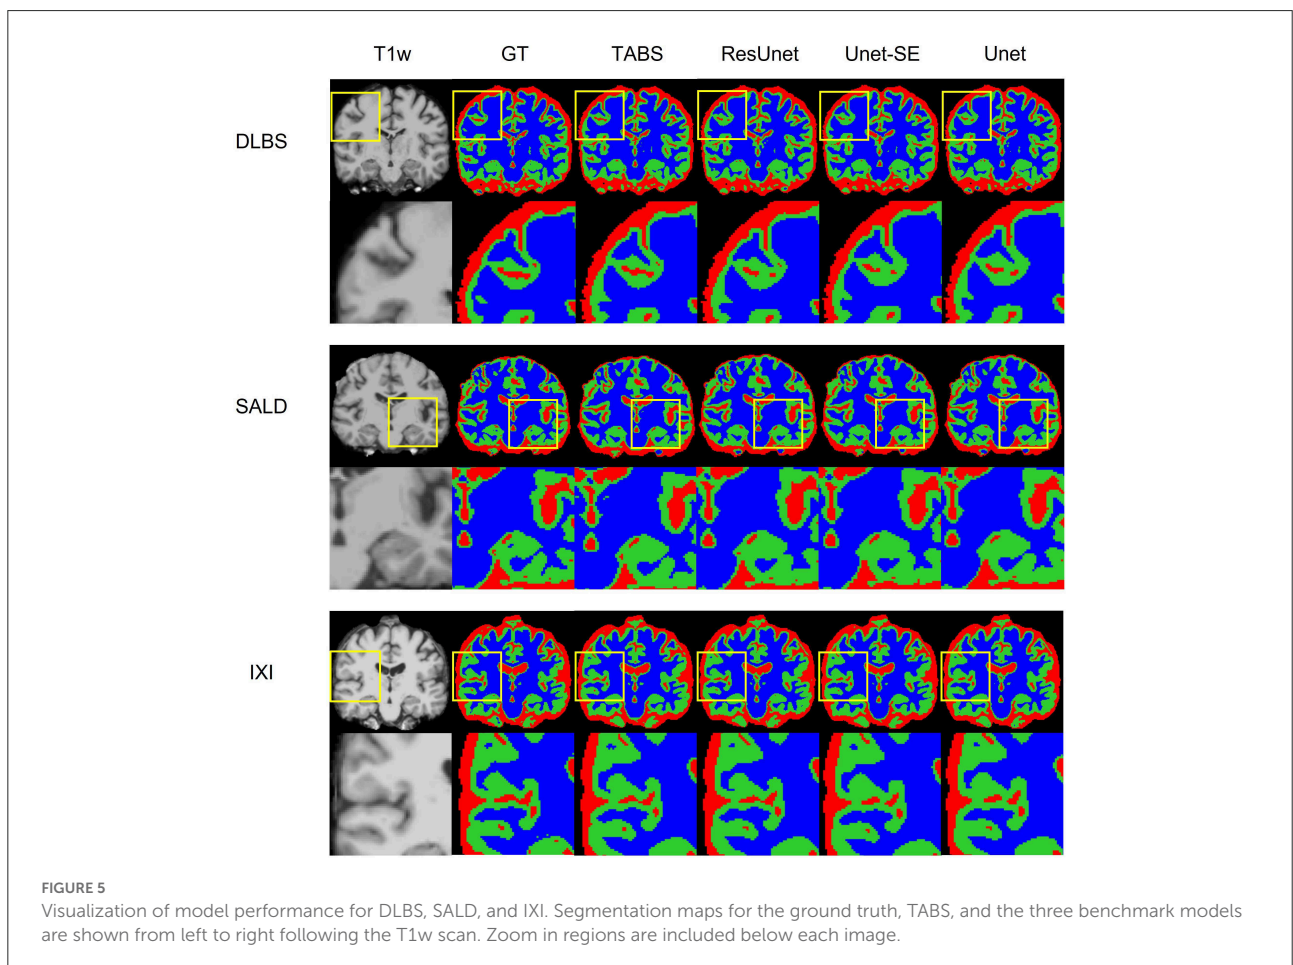 T1w GT TABS ResUnet Unet-SE Unet
DLBS
SALD
IXI
FIGURE 5
Visualization of model performance for DLBS, SALD, and IXI. Segmentation maps for the ground truth, TABS, and the three benchmark models
are shown from left to right following the T1w scan. Zoom in regions are included below each image.